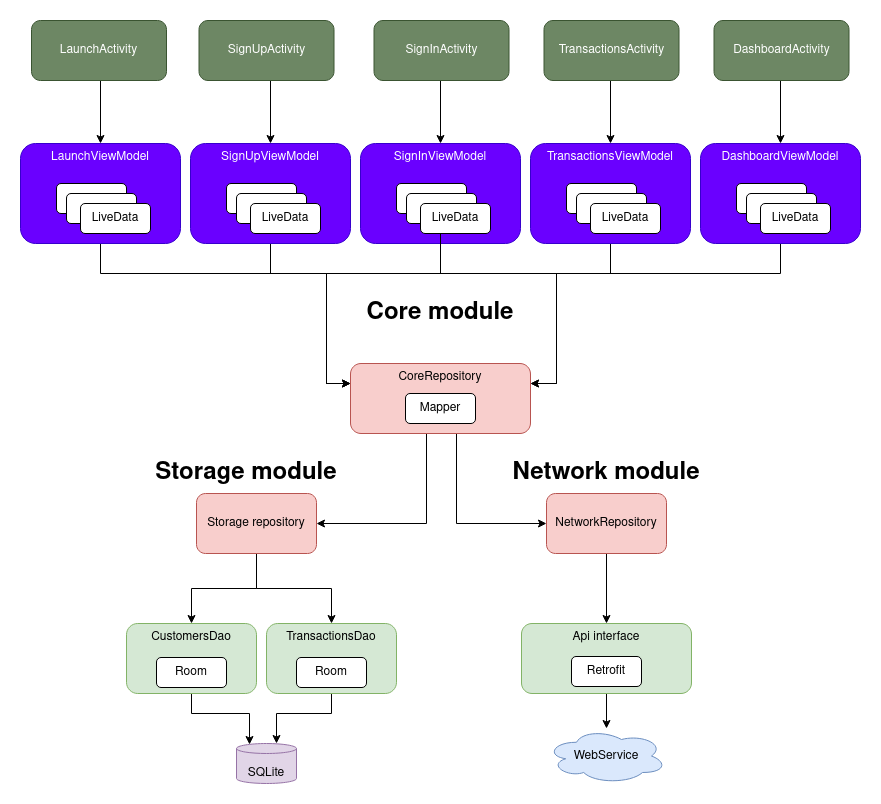 LaunchActivity
SignUpActivity
SignInActivity
TransactionsActivity
DashboardActivity
LaunchViewModel
SignUpViewModel
SignInViewModel
TransactionsViewModel
DashboardViewModel
LiveData
LiveData
LiveData
LiveData
LiveData
Core module
CoreRepository
Mapper
Storage module
Network module
Storage repository
NetworkRepository
CustomersDao
TransactionsDao
Api interface
Room
Room
Retrofit
SQLite
WebService